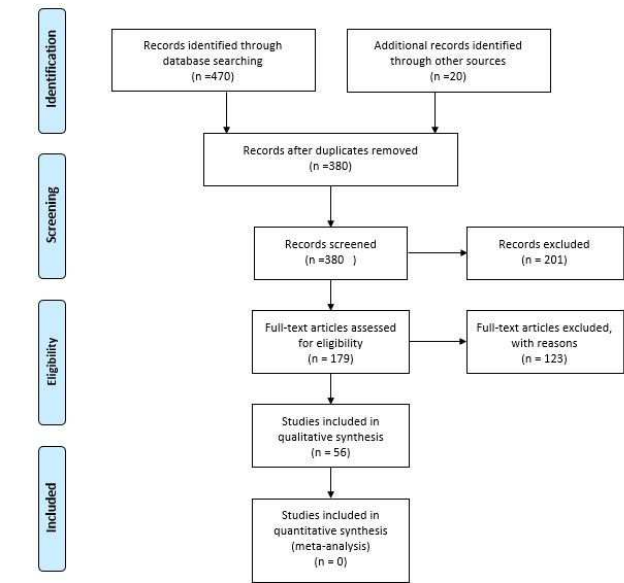 Identification
Records identified through
database searching
(n =470)
Additional records identified
through other sources
(n =20)
Records after duplicates removed
(n =380)
Screening
Records screened
(n =380   )
Records excluded
(n = 201)
Eligibility
Full-text articles assessed
for eligibility
(n = 179)
Full-text articles excluded,
with reasons
(n = 123)
Studies included in
qualitative synthesis
(n = 56)
Included
Studies included in
quantitative synthesis
(meta-analysis)
(n = 0)